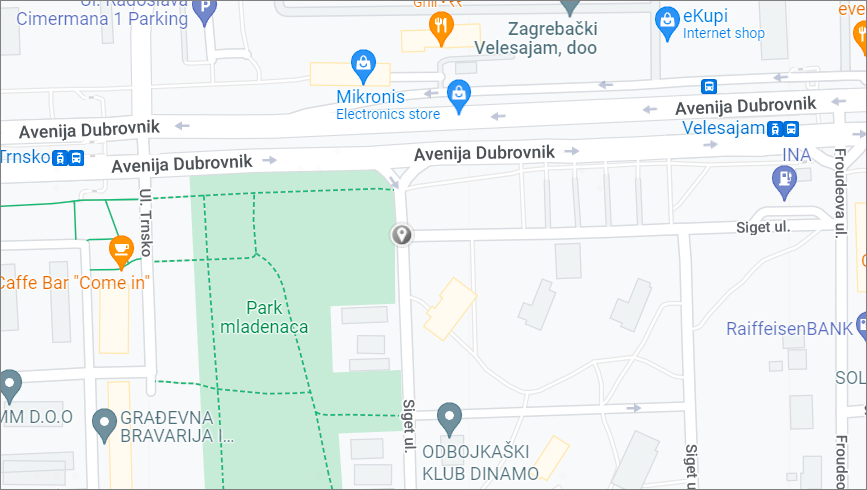 Ul. Radoslava
Cimermana 1 Parking
Grill
Zagrebački
Velesajam, doo
eKupi
Internet shop
eve
Mikronis
Electronics store
Avenija Dubrovnik
Avenija Dubrovnik
Velesajam
Trnsko
Avenija Dubrovnik
Avenija Dubrovnik
INA
Froudeova ul.
Ul. Trnsko
Siget ul.
Caffe Bar "Come in"
Park
mladenaca
RaiffeisenBANK
SOL
MM D.O.O
GRAĐEVNA
BRAVARIJA I...
Siget ul.
ODBOJKAŠKI
KLUB DINAMO
Siget u
Froudeo